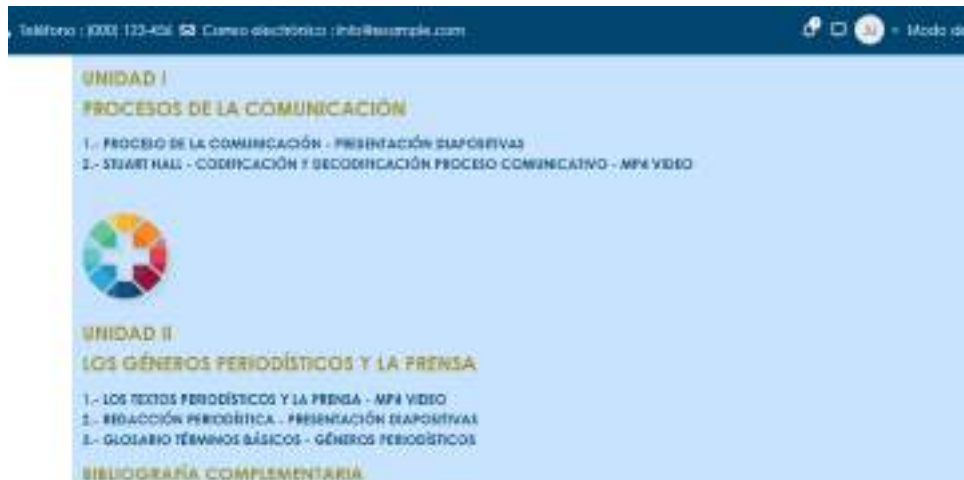 Teléfono : (000) 123-456 Correo electrónico : info@example.com
Modo de
UNIDAD I
PROCESOS DE LA COMUNICACIÓN
1.- PROCESO DE LA COMUNICACIÓN - PRESENTACIÓN DIAPOSITIVAS
2.- STUART HALL - CODIFICACIÓN Y DECODIFICACIÓN PROCESO COMUNICATIVO - MP4 VIDEO
UNIDAD II
LOS GÉNEROS PERIODÍSTICOS Y LA PRENSA
1.- LOS TEXTOS PERIODÍSTICOS Y LA PRENSA - MP4 VIDEO
2.- REDACCIÓN PERIODÍSTICA - PRESENTACIÓN DIAPOSITIVAS
3.- GLOSARIO TÉRMINOS BÁSICOS - GÉNEROS PERIODÍSTICOS
BIBLIOGRAFÍA COMPLEMENTARIA